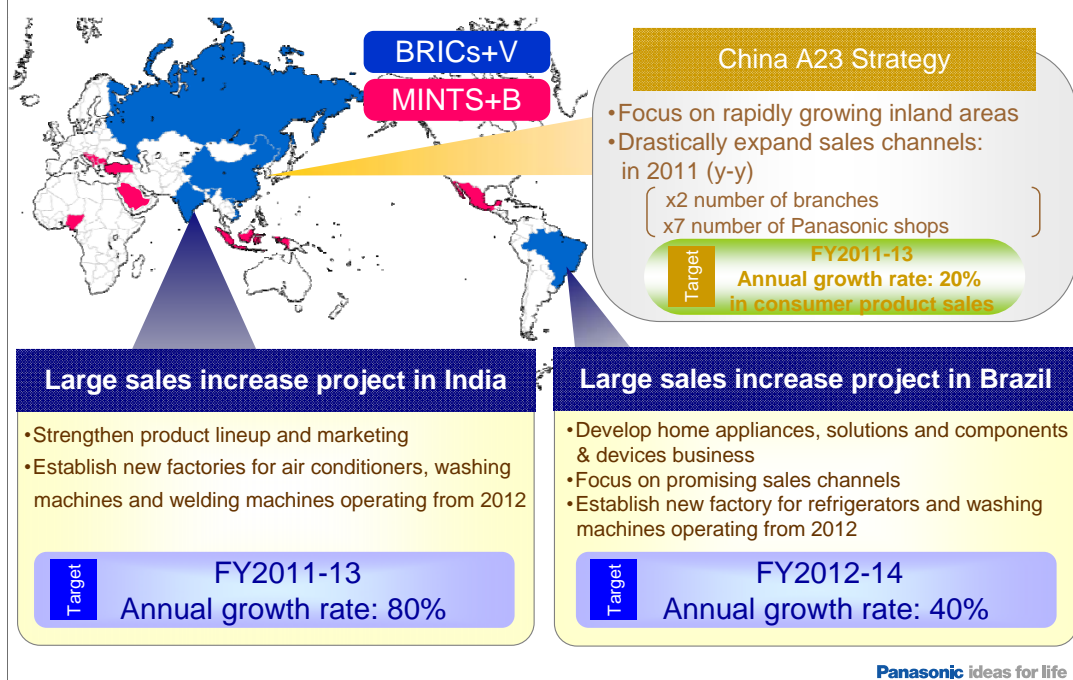 BRICs+V
MINTS+B
China A23 Strategy
•Focus on rapidly growing inland areas
•Drastically expand sales channels:
in 2011 (y-y)
x2 number of branches
x7 number of Panasonic shops
Target
FY2011-13
Annual growth rate: 20%
in consumer product sales
Large sales increase project in India
•Strengthen product lineup and marketing
•Establish new factories for air conditioners, washing
machines and welding machines operating from 2012
Target
FY2011-13
Annual growth rate: 80%
Large sales increase project in Brazil
•Develop home appliances, solutions and components
& devices business
•Focus on promising sales channels
•Establish new factory for refrigerators and washing
machines operating from 2012
Target
FY2012-14
Annual growth rate: 40%
Panasonic ideas for life